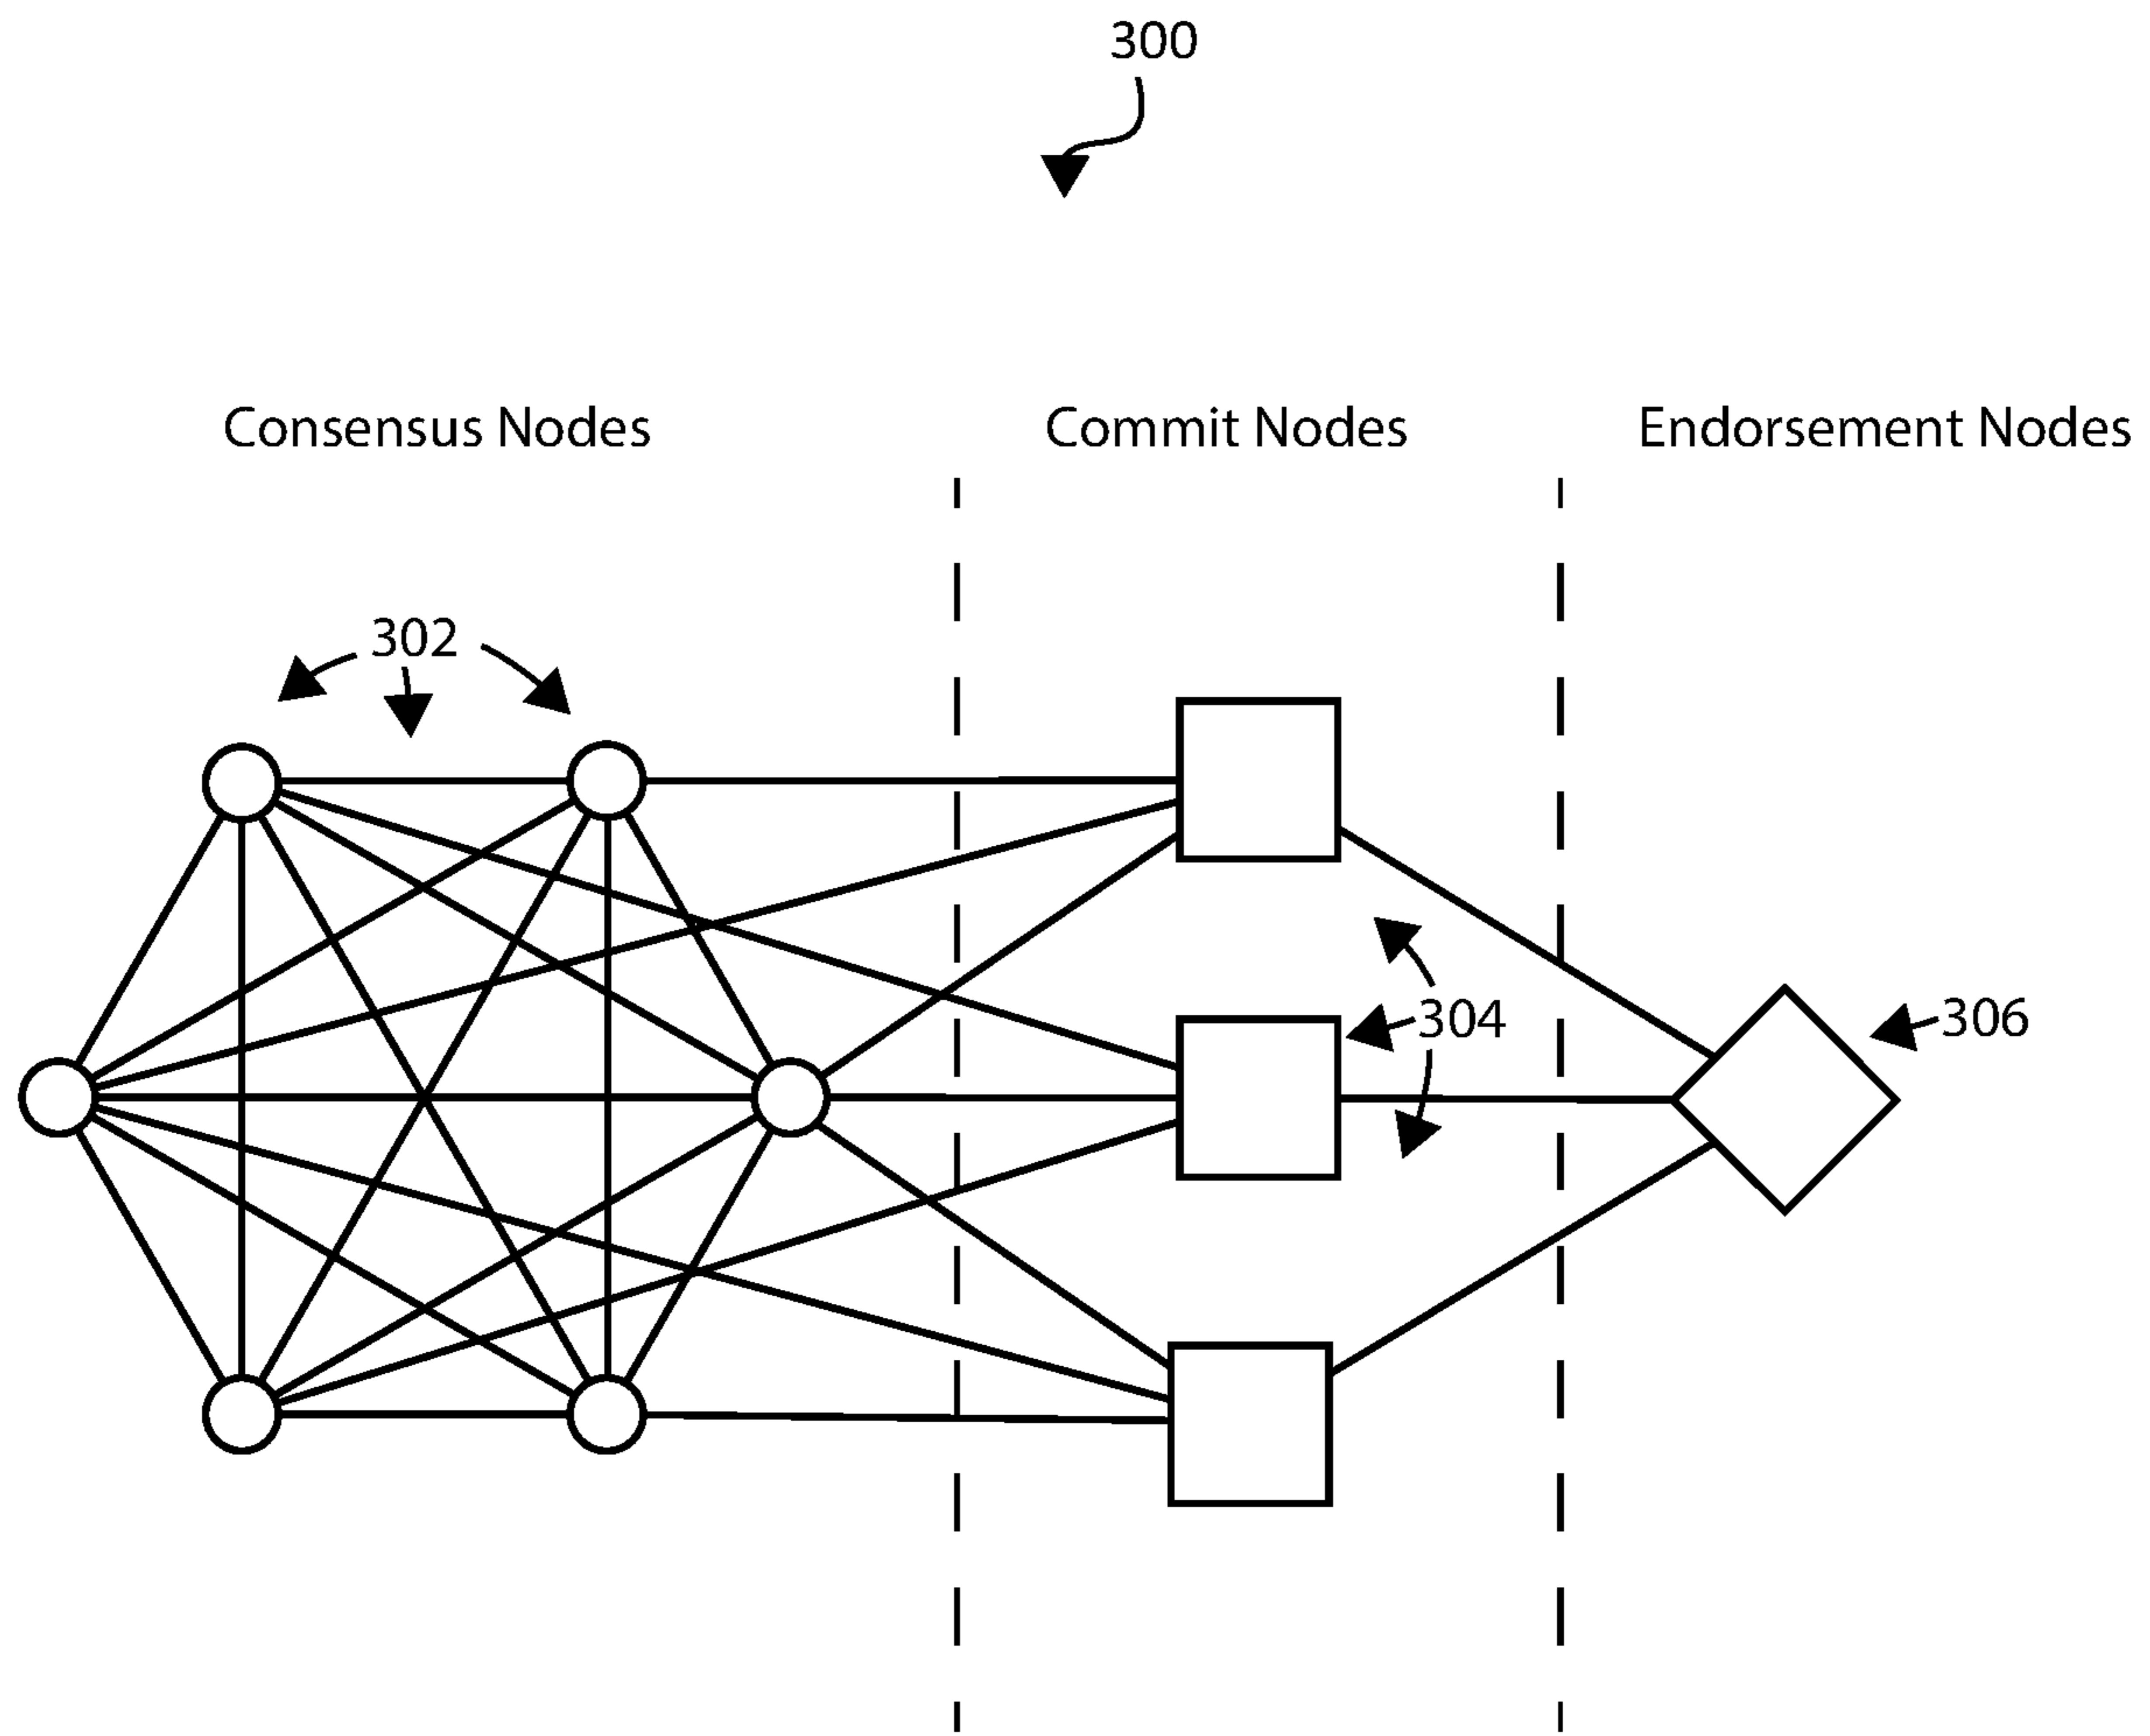 300
Consensus Nodes
Commit Nodes
Endorsement Nodes
302
304
306